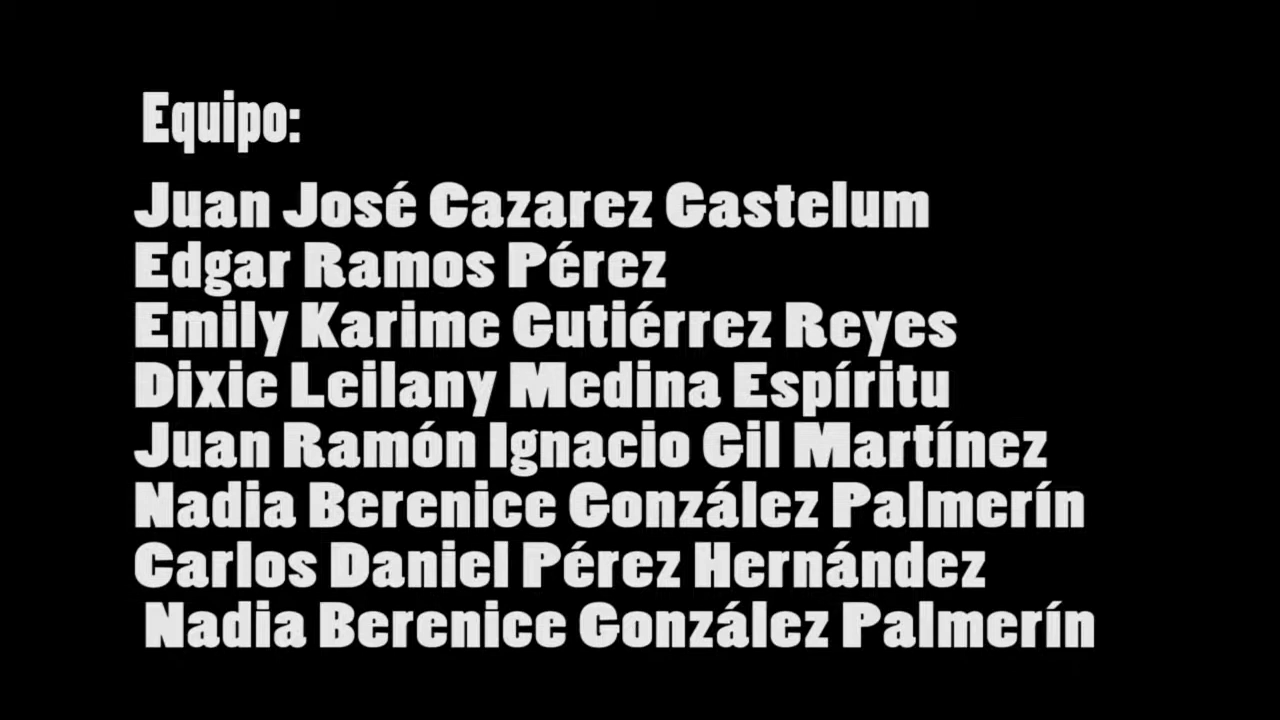 Equipo:
Juan José Cazarez Gastelum
Edgar Ramos Pérez
Emily Karime Gutiérrez Reyes
Dixie Leilany Medina Espíritu
Juan Ramón Ignacio Gil Martínez
Nadia Berenice González Palmerín
Carlos Daniel Pérez Hernández
Nadia Berenice González Palmerín